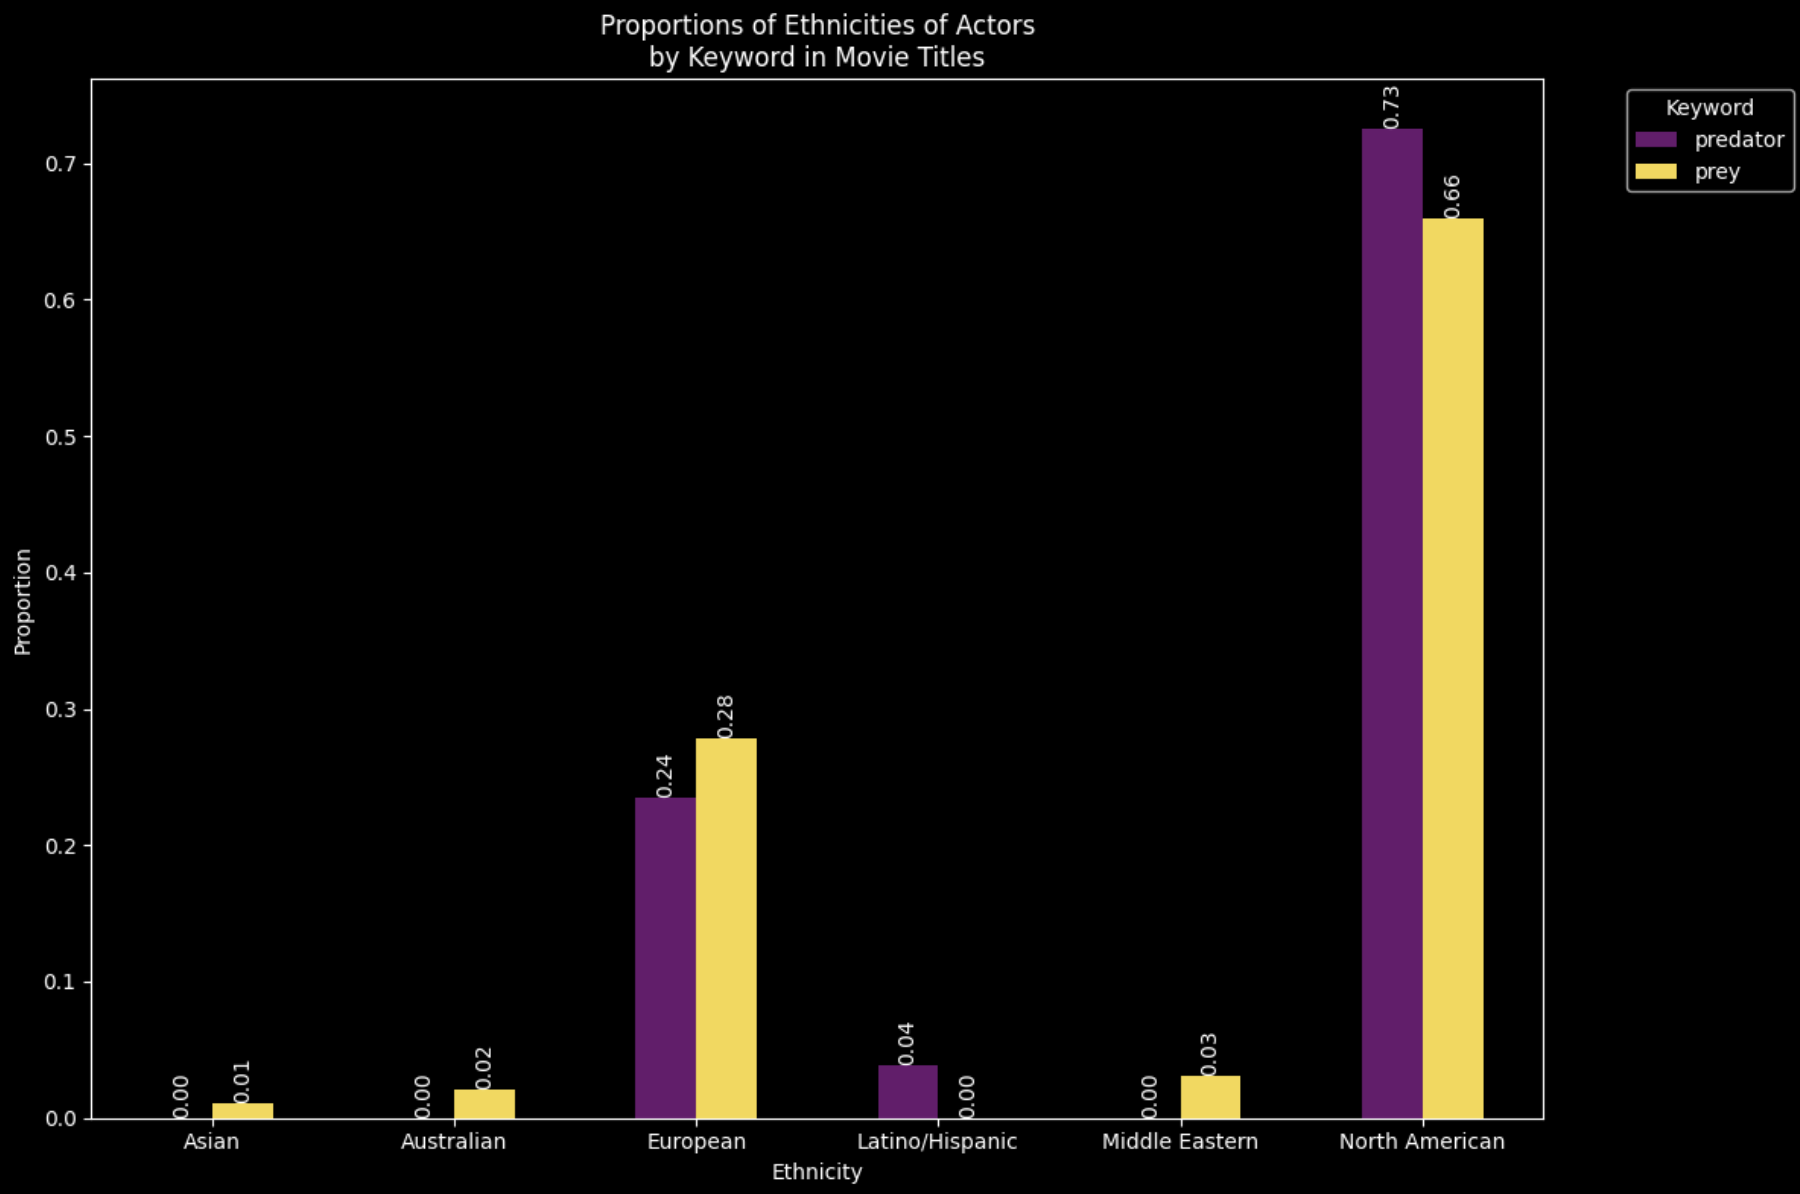 Proportions of Ethnicities of Actors
by Keyword in Movie Titles
Keyword
predator
prey
Proportion
0.7
0.6
0.5
0.4
0.3
0.2
0.1
0.0
0.00
0.01
0.00
0.02
0.24
0.28
0.04
0.00
0.00
0.03
0.73
0.66
Asian
Australian
European
Latino/Hispanic
Middle Eastern
North American
Ethnicity